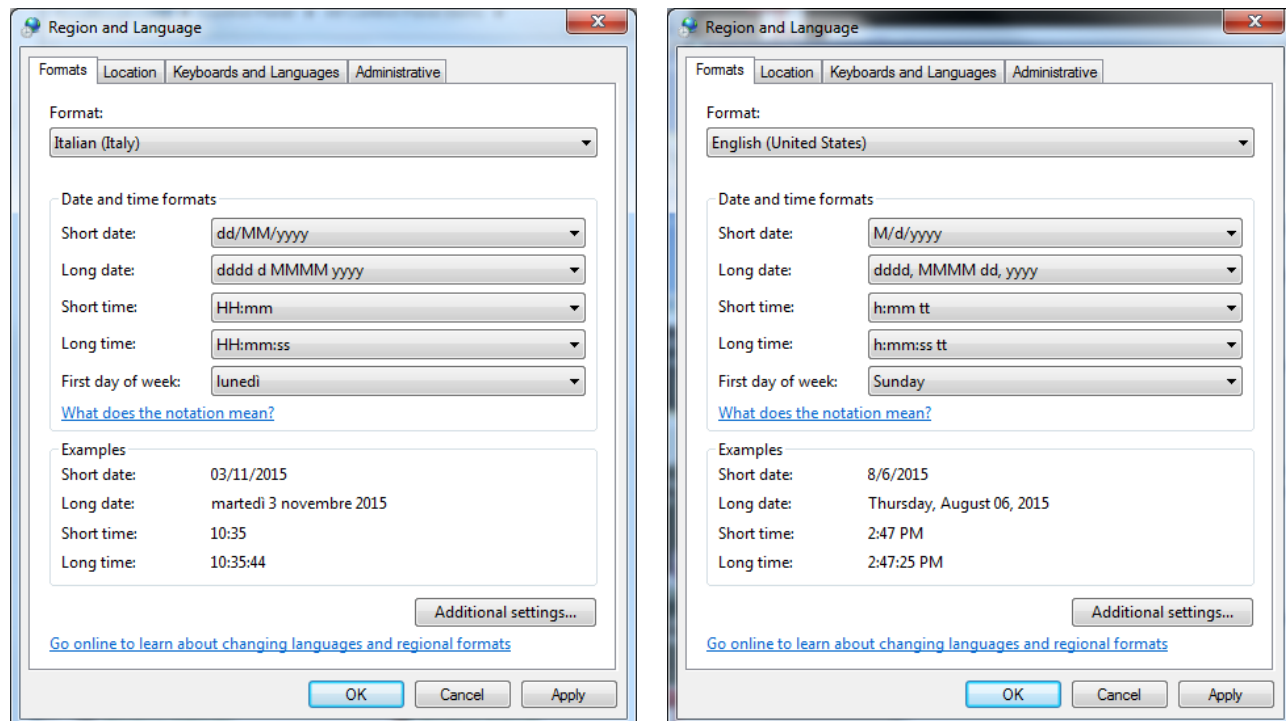 Region and Language
Formats Location Keyboards and Languages Administrative
Format:
Italian (Italy)
Date and time formats
Short date: dd/MM/yyyy
Long date: dddd d MMMM yyyy
Short time: HH:mm
Long time: HH:mm:ss
First day of week: lunedì
What does the notation mean?
Examples
Short date: 03/11/2015
Long date: martedì 3 novembre 2015
Short time: 10:35
Long time: 10:35:44
Additional settings...
Go online to learn about changing languages and regional formats
OK Cancel Apply
Region and Language
Formats Location Keyboards and Languages Administrative
Format:
English (United States)
Date and time formats
Short date: M/d/yyyy
Long date: dddd, MMMM dd, yyyy
Short time: h:mm tt
Long time: h:mm:ss tt
First day of week: Sunday
What does the notation mean?
Examples
Short date: 8/6/2015
Long date: Thursday, August 06, 2015
Short time: 2:47 PM
Long time: 2:47:25 PM
Additional settings...
Go online to learn about changing languages and regional formats
OK Cancel Apply